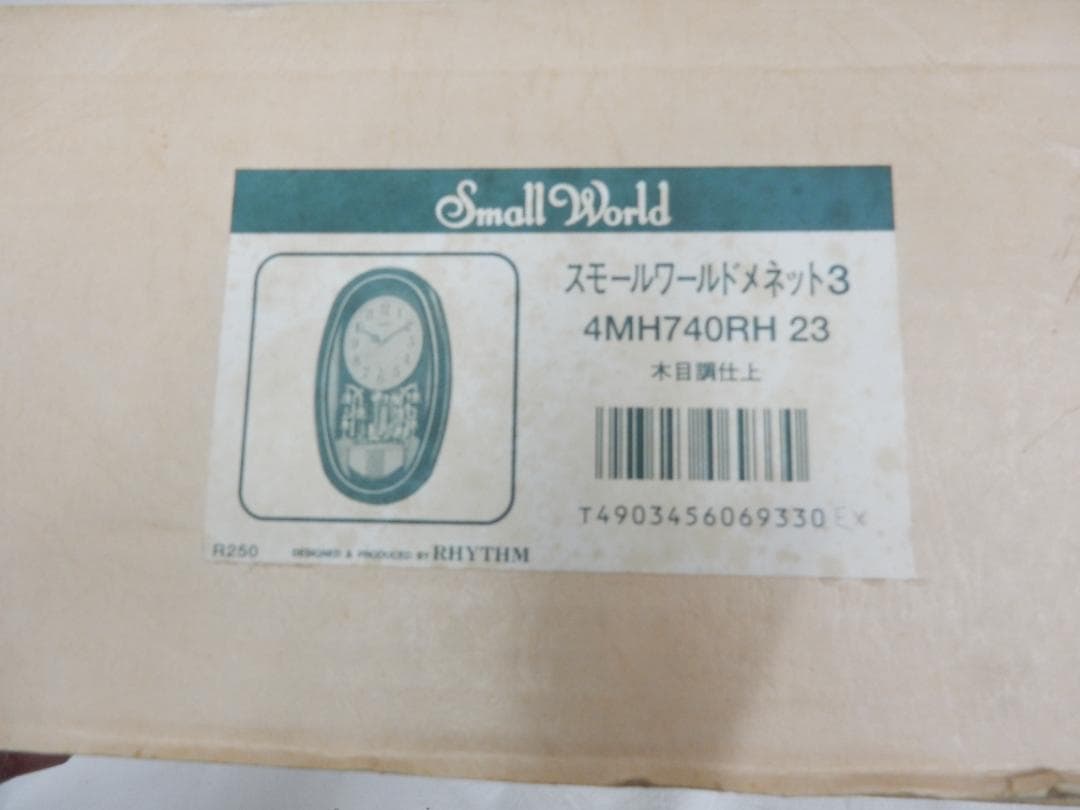 Small World
スモールワールドメネット3
4MH740RH 23
木目調仕上
T4903456069330 EX
R250
DESIGNED & PRODUCED BY RHYTHM